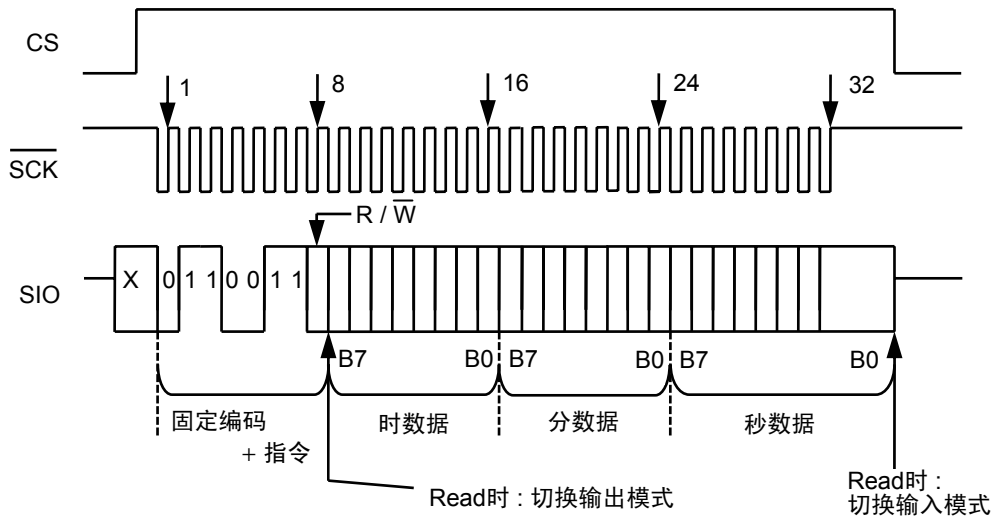 CS
1 8 16 24 32
SCK
R / W
SIO
X 0 1 1 0 0 1 1
B7 B0 B7 B0 B7 B0
固定编码 时数据 分数据 秒数据
+ 指令
Read时 : 切换输出模式
Read时 :
切换输入模式